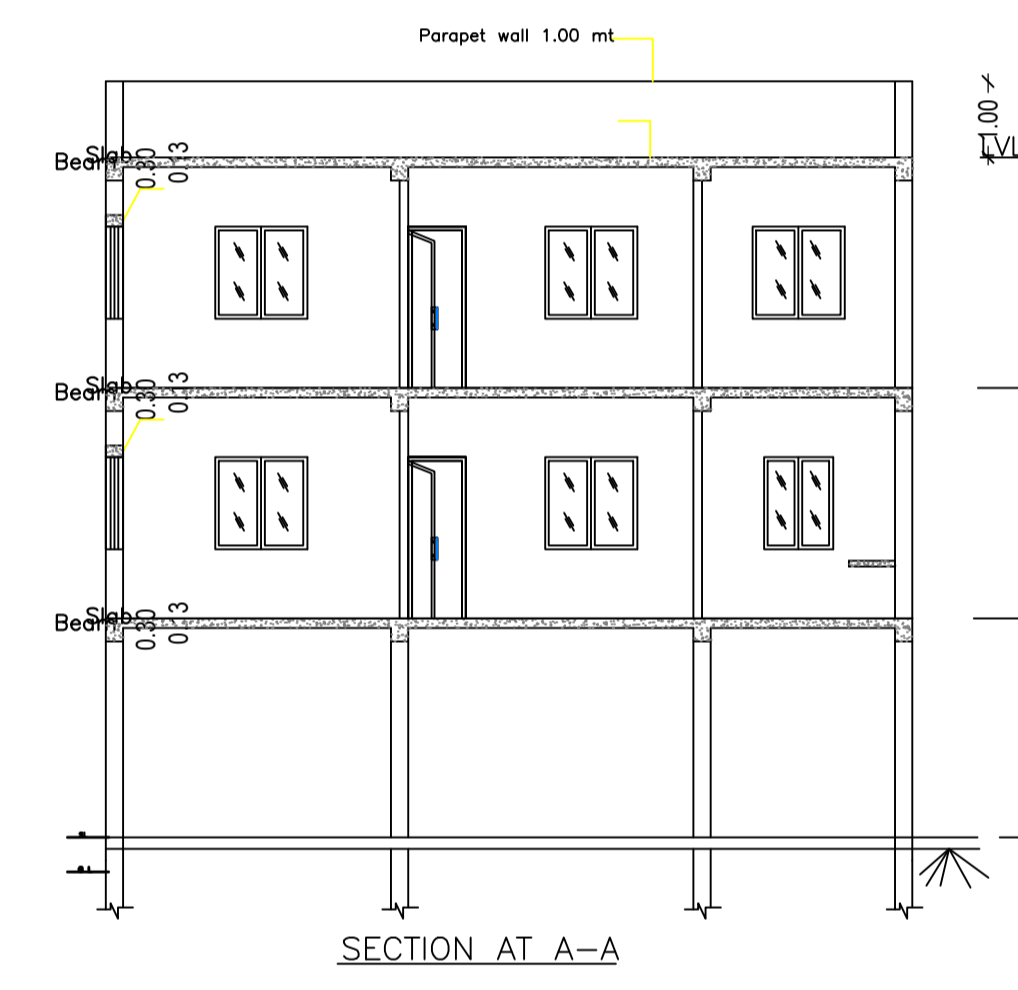 Parapet wall 1.00 mt
1.00
LVL
Slab
Beam
0.30
0.13
Slab
Beam
0.30
0.13
Slab
Beam
0.30
0.13
SECTION AT A-A